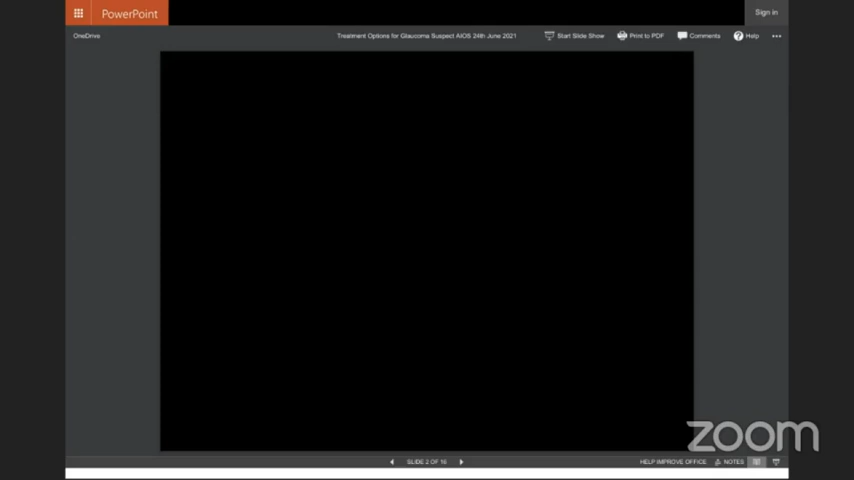 PowerPoint
Sign in
OneDrive
Treatment Options for Glaucoma Suspect AIOS 24th June 2021
Start Slide Show
Print to PDF
Comments
Help
zoom
SLIDE 2 OF 16
HELP IMPROVE OFFICE
NOTES